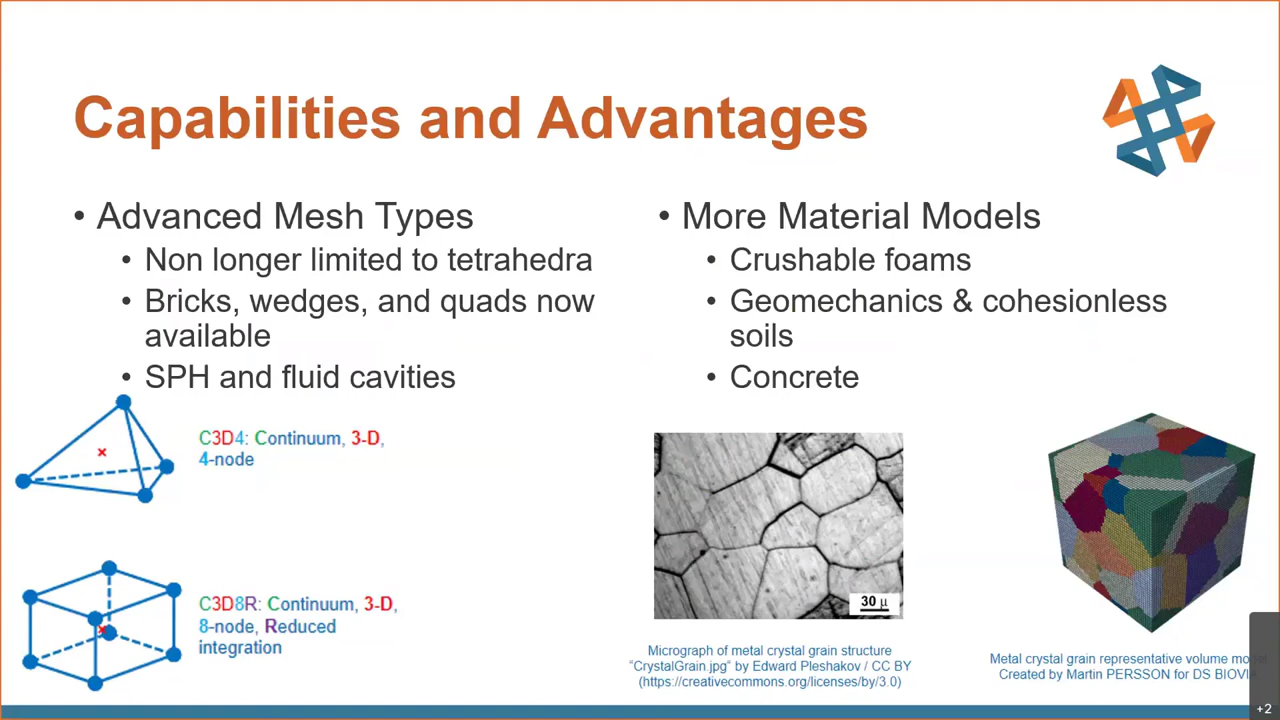 Capabilities and Advantages
• Advanced Mesh Types
• Non longer limited to tetrahedra
• Bricks, wedges, and quads now
available
• SPH and fluid cavities
C3D4: Continuum, 3-D,
4-node
C3D8R: Continuum, 3-D,
8-node, Reduced
integration
• More Material Models
• Crushable foams
• Geomechanics & cohesionless
soils
• Concrete
30 µ
Micrograph of metal crystal grain structure
"CrystalGrain.jpg" by Edward Pleshakov / CC BY
(https://creativecommons.org/licenses/by/3.0)
Metal crystal grain representative volume
Created by Martin PERSSON for DS BIOVIA
+2